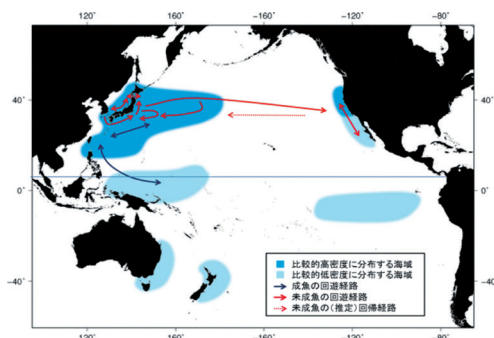 120° 160° −160° −120° −80°
40°
0°
−40°
40°
0°
−40°
比較的高密度に分布する海域
比較的低密度に分布する海域
成魚の回遊経路
未成魚の回遊経路
未成魚の(推定)回帰経路
120° 160° −160° −120° −80°